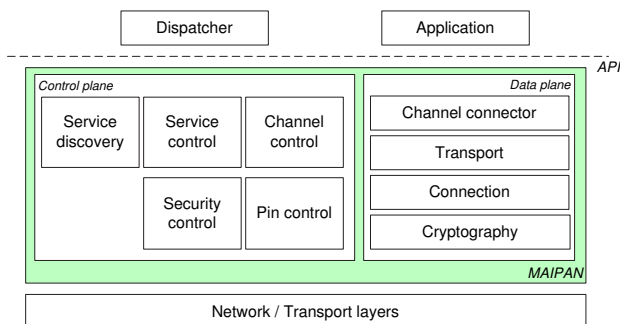 Dispatcher
Application
API
Control plane
Data plane
Service
discovery
Service
control
Channel
control
Security
control
Pin control
Channel connector
Transport
Connection
Cryptography
MAIPAN
Network / Transport layers